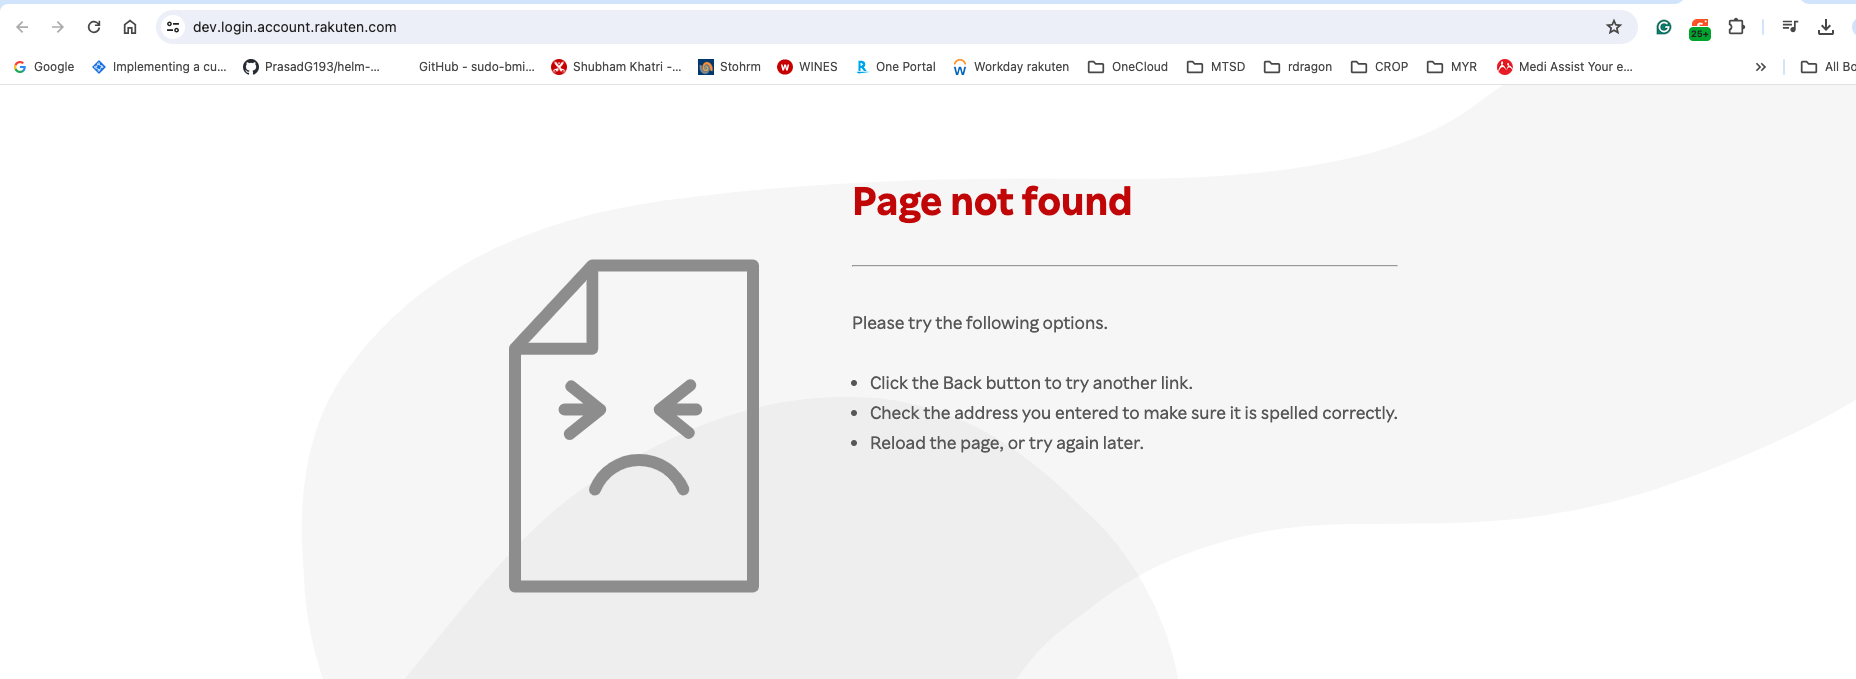 dev.login.account.rakuten.com
25+
Google Implementing a cu... PrasadG193/helm-... GitHub - sudo-bmi... Shubham Khatri -... Stohrm WINES One Portal Workday rakuten OneCloud MTSD rdragon CROP MYR Medi Assist Your e... » All Bo
Page not found
Please try the following options.
• Click the Back button to try another link.
• Check the address you entered to make sure it is spelled correctly.
• Reload the page, or try again later.